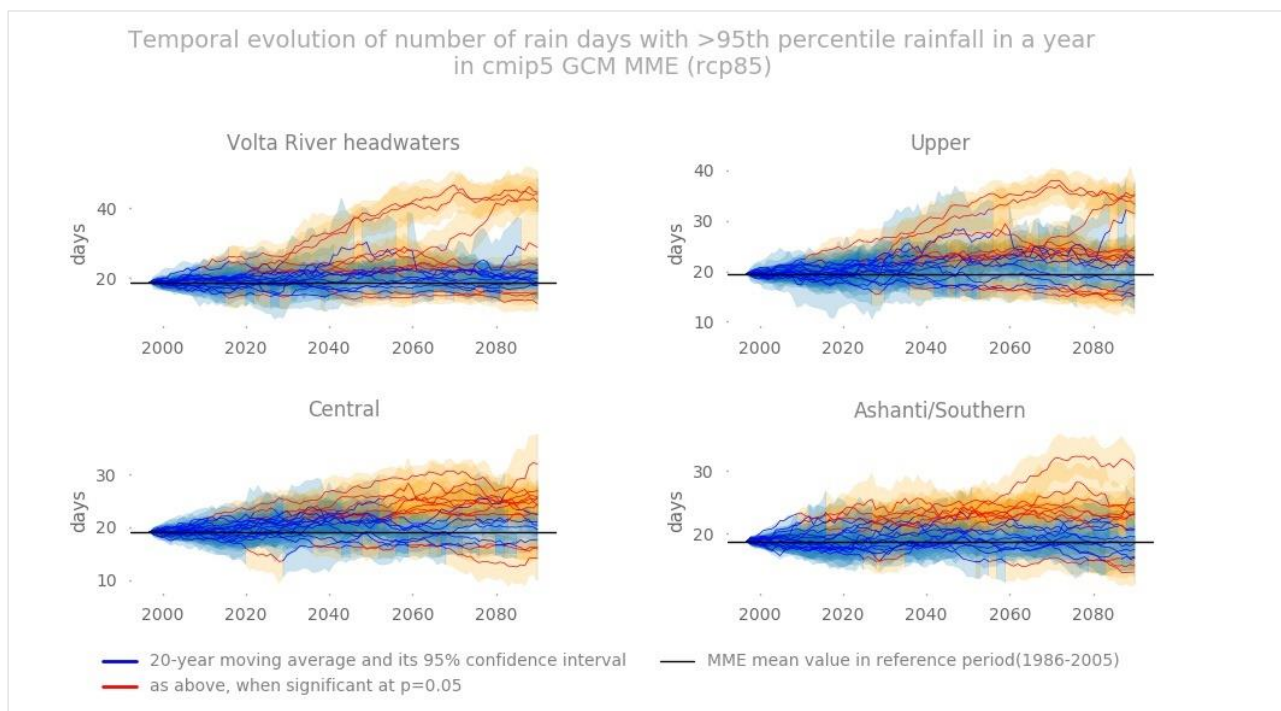 Temporal evolution of number of rain days with >95th percentile rainfall in a year
in cmip5 GCM MME (rcp85)
Volta River headwaters
days
40
20
2000 2020 2040 2060 2080
Upper
days
40
30
20
10
2000 2020 2040 2060 2080
Central
days
30
20
10
2000 2020 2040 2060 2080
Ashanti/Southern
days
30
20
2000 2020 2040 2060 2080
20-year moving average and its 95% confidence interval
as above, when significant at p=0.05
MME mean value in reference period(1986-2005)